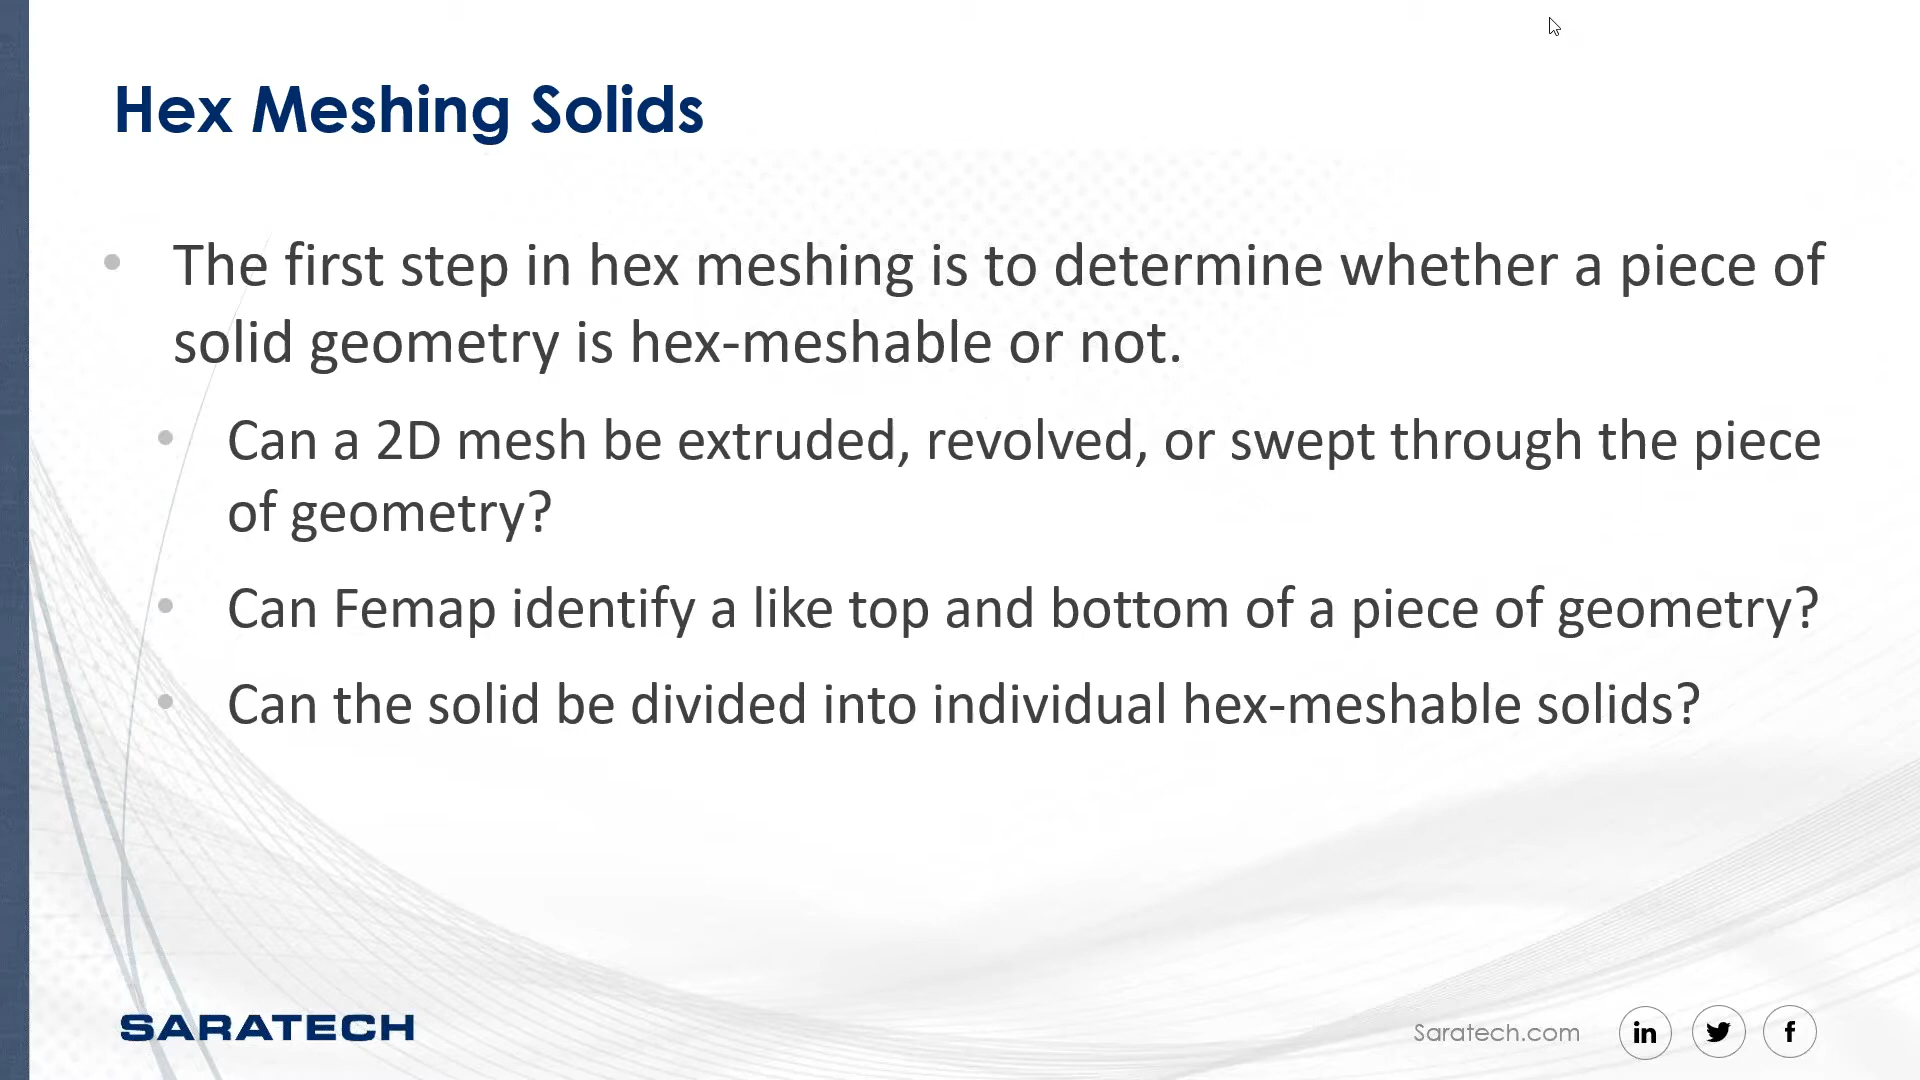 Hex Meshing Solids
The first step in hex meshing is to determine whether a piece of
solid geometry is hex-meshable or not.
Can a 2D mesh be extruded, revolved, or swept through the piece
of geometry?
Can Femap identify a like top and bottom of a piece of geometry?
Can the solid be divided into individual hex-meshable solids?
SARATECH
Saratech.com
in
f